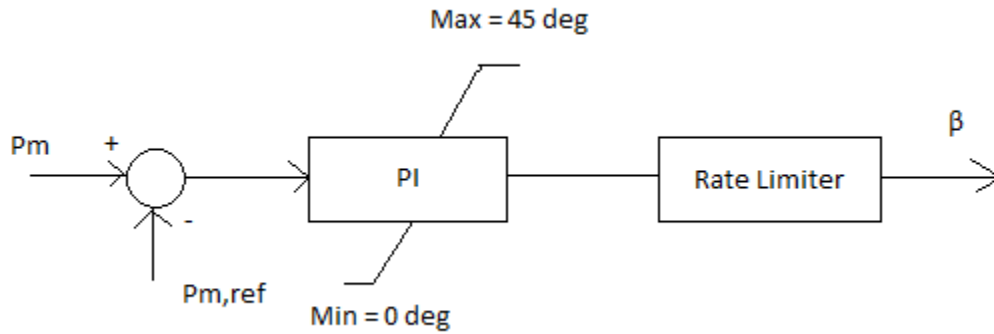 Max = 45 deg
Pm
+
PI
Rate Limiter
β
-
Pm,ref
Min = 0 deg